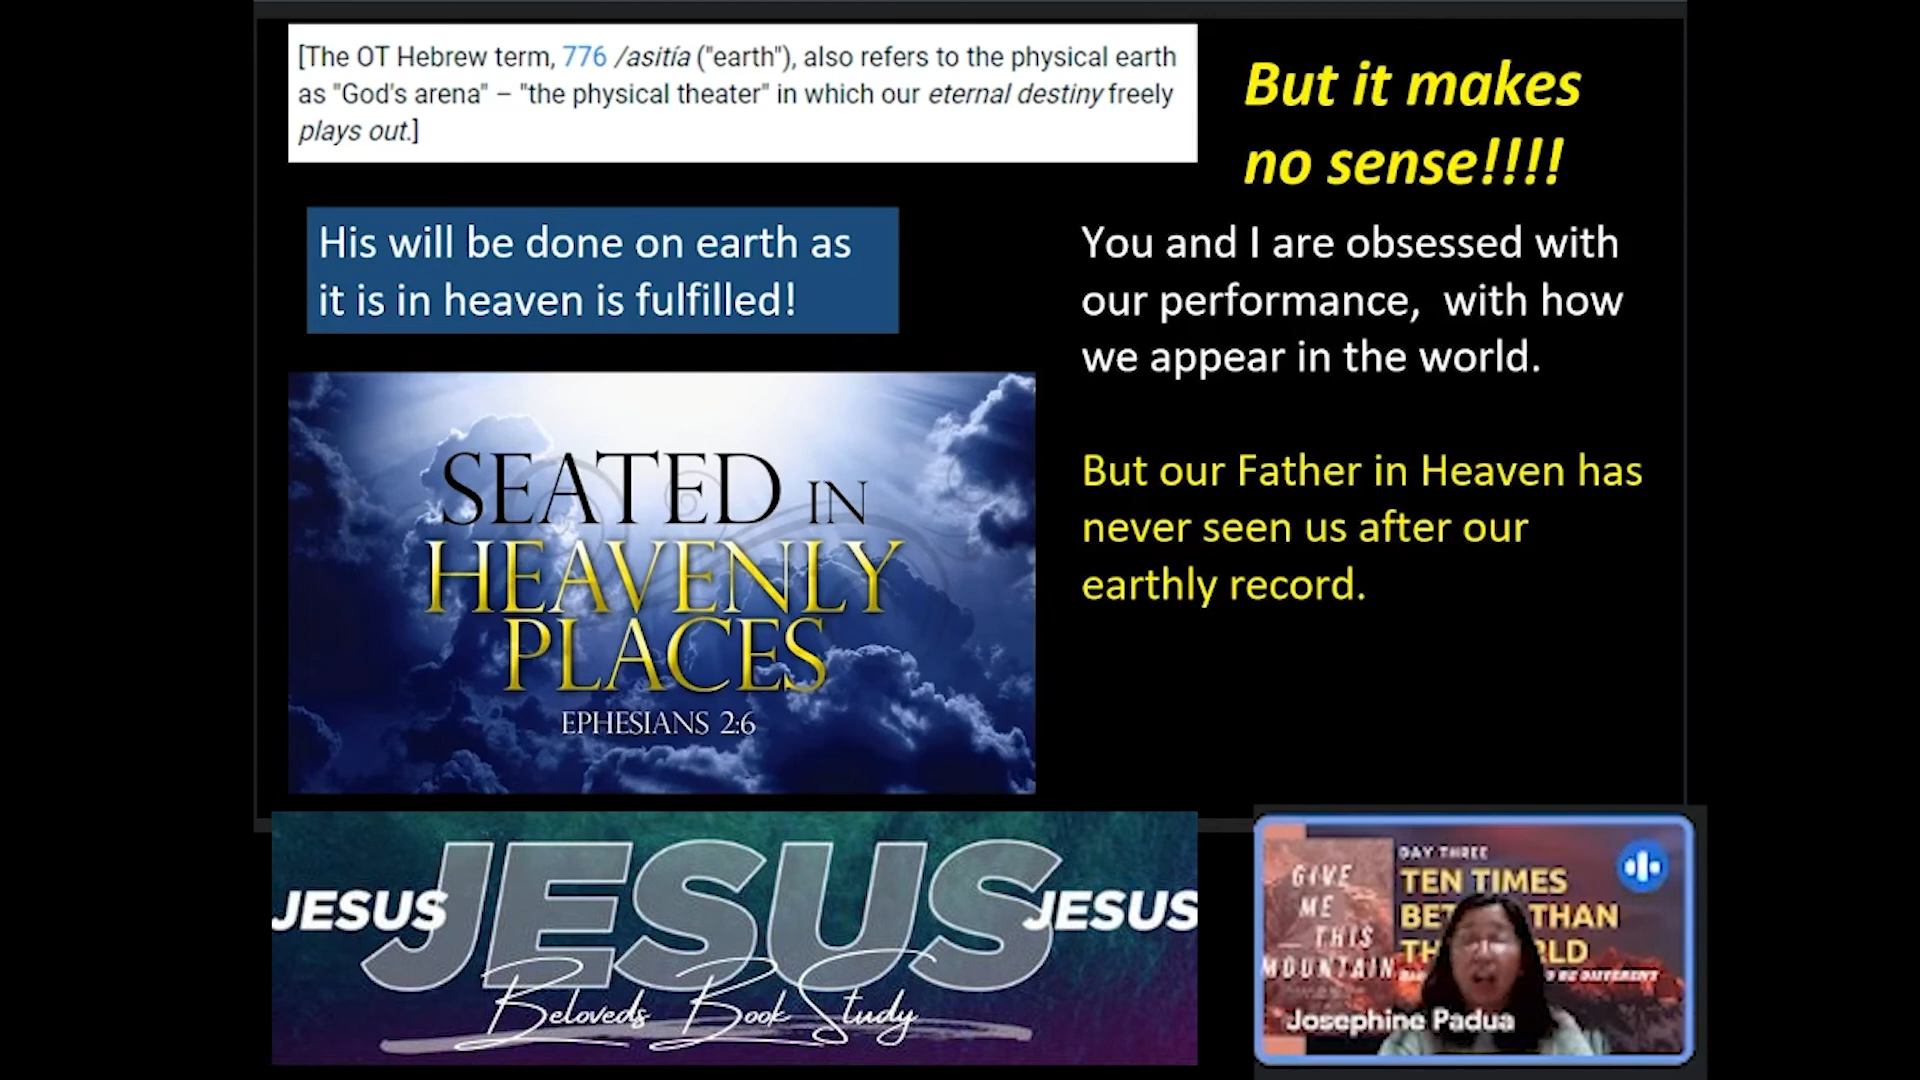 [The OT Hebrew term, 776 /asitía ("earth"), also refers to the physical earth
as "God's arena" – "the physical theater" in which our eternal destiny freely
plays out.]
But it makes
no sense!!!!
His will be done on earth as
it is in heaven is fulfilled!
You and I are obsessed with
our performance,  with how
we appear in the world.
But our Father in Heaven has
never seen us after our
earthly record.
SEATED IN
HEAVENLY
PLACES
EPHESIANS 2:6
JESUS
JESUS
JESUS
Beloveds Book Study
GIVE
ME
THIS
MOUNTAIN
DAY THREE
TEN TIMES
THAN
BE DIFFERENT
Josephine Padua